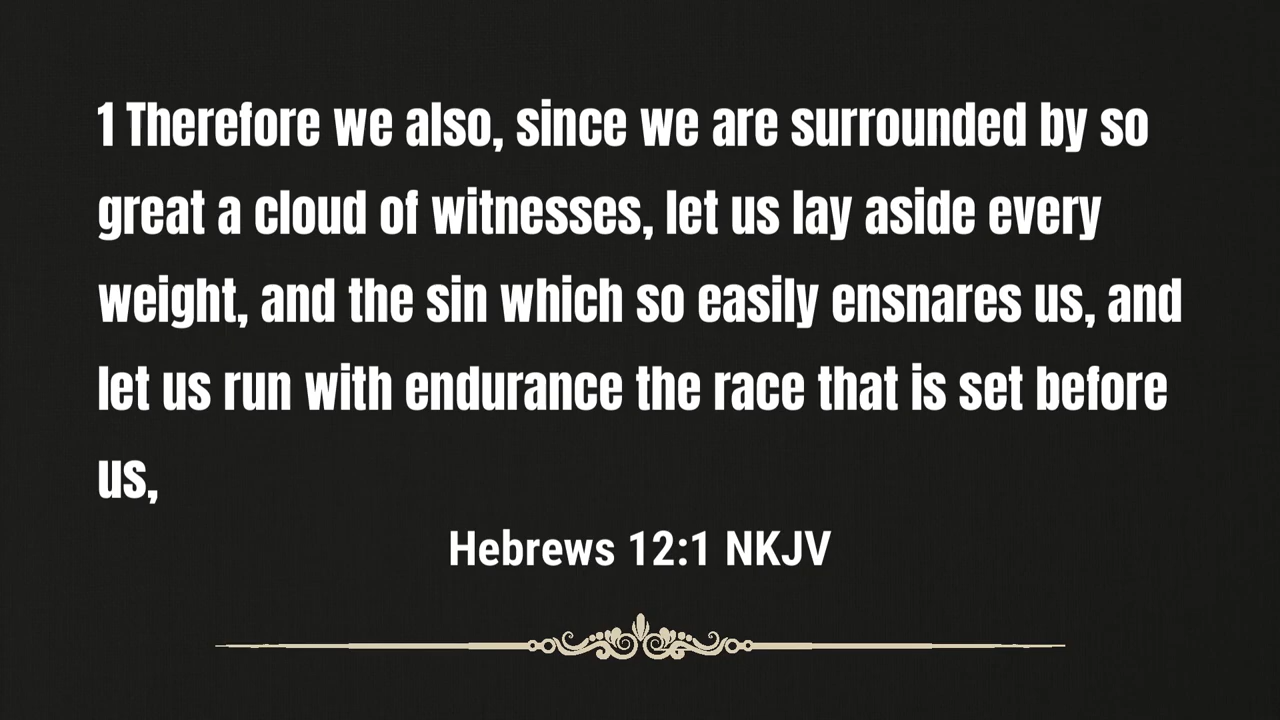 1 Therefore we also, since we are surrounded by so
great a cloud of witnesses, let us lay aside every
weight, and the sin which so easily ensnares us, and
let us run with endurance the race that is set before
us,
Hebrews 12:1 NKJV